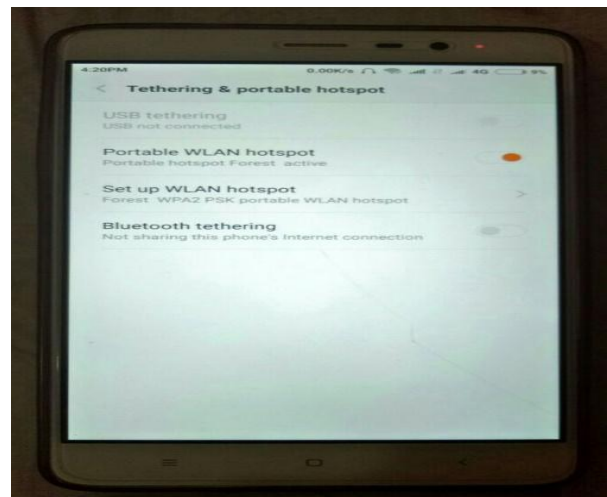 4:20PM 0.00K/s 4G 9%
Tethering & portable hotspot
USB tethering
USB not connected
Portable WLAN hotspot
Portable hotspot Forest active
Set up WLAN hotspot
Forest WPA2 PSK portable WLAN hotspot
Bluetooth tethering
Not sharing this phone's Internet connection